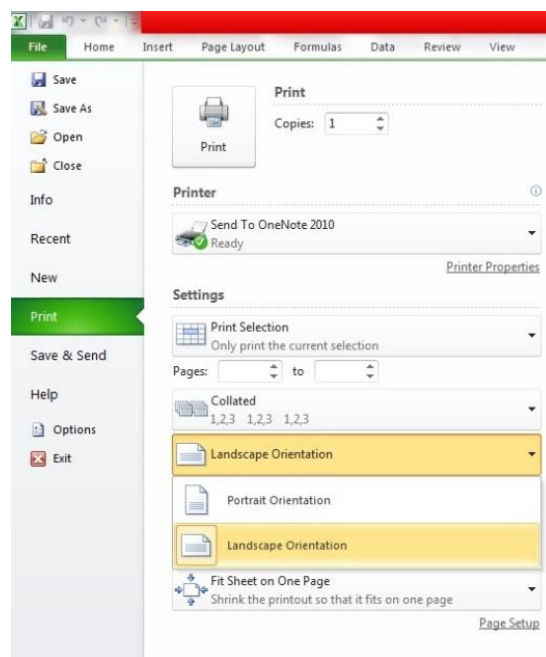 File Home Insert Page Layout Formulas Data Review View
Save
Save As
Open
Close
Info
Recent
New
Print
Save & Send
Help
Options
Exit
Print
Print
Copies: 1
Printer
Send To OneNote 2010
Ready
Printer Properties
Settings
Print Selection
Only print the current selection
Pages: to
Collated
1,2,3 1,2,3 1,2,3
Landscape Orientation
Portrait Orientation
Landscape Orientation
Fit Sheet on One Page
Shrink the printout so that it fits on one page
Page Setup